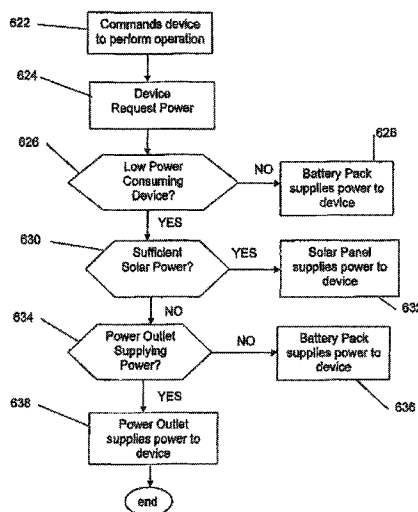 622
Commands device
to perform operation
624
Device
Request Power
626
Low Power
Consuming
Device?
NO
628
Battery Pack
supplies power to
device
YES
630
Sufficient
Solar Power?
YES
Solar Panel
supplies power to
device
632
NO
634
Power Outlet
Supplying
Power?
NO
Battery Pack
supplies power to
device
636
YES
638
Power Outlet
supplies power to
device
end